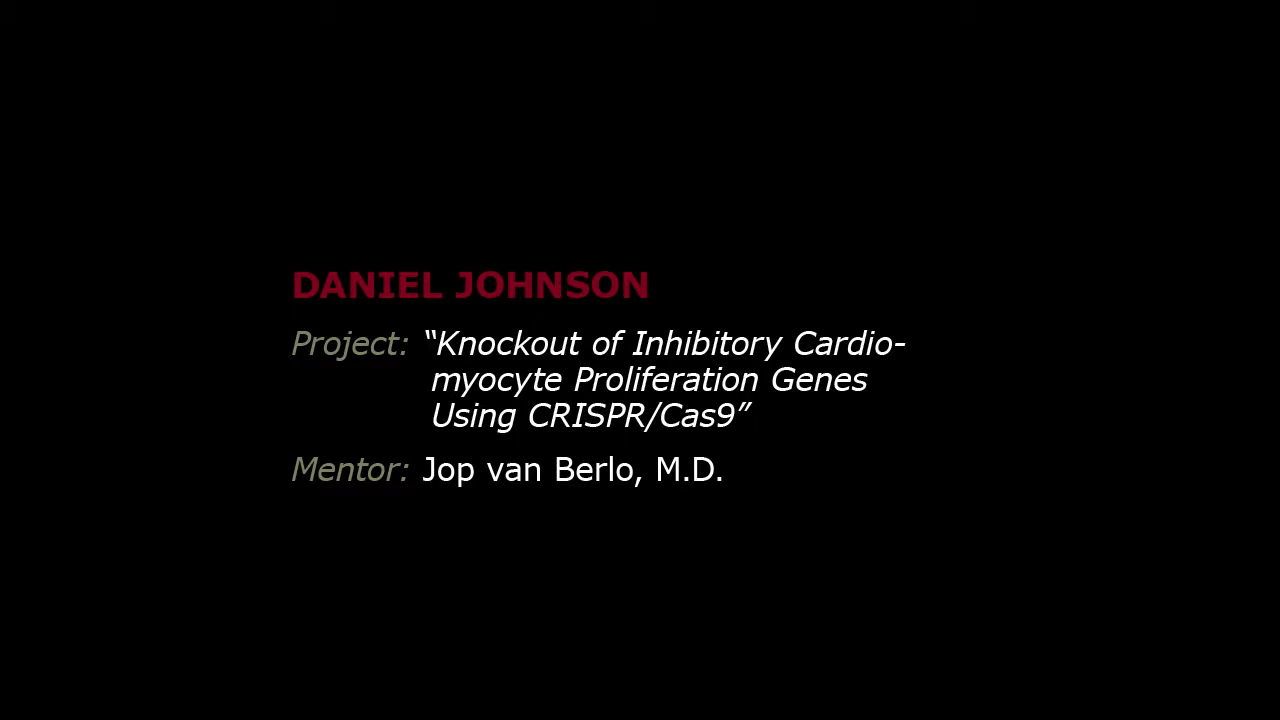 DANIEL JOHNSON
Project: “Knockout of Inhibitory Cardio-
myocyte Proliferation Genes
Using CRISPR/Cas9”
Mentor: Jop van Berlo, M.D.